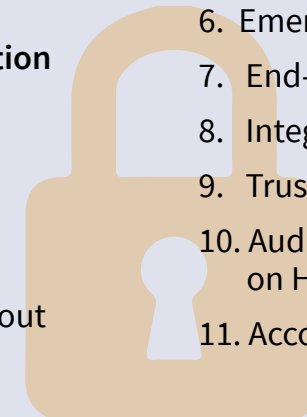 tion
out
6. Emer
7. End-
8. Integ
9. Trus
10. Aud
on H
11. Acco